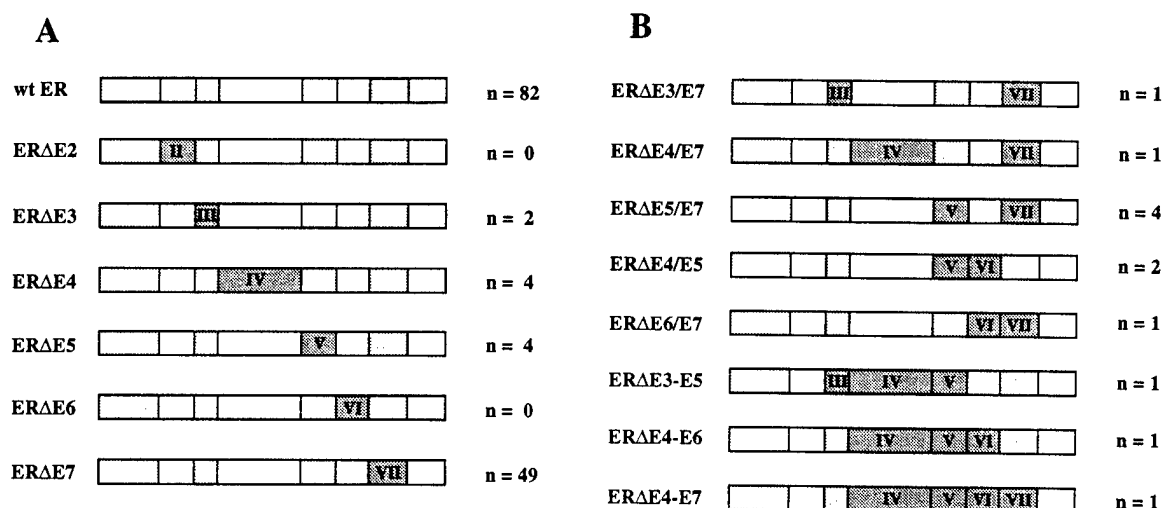 A
wt ER n = 82
ERΔE2 II n = 0
ERΔE3 III n = 2
ERΔE4 IV n = 4
ERΔE5 V n = 4
ERΔE6 VI n = 0
ERΔE7 VII n = 49
B
ERΔE3/E7 III VII n = 1
ERΔE4/E7 IV VII n = 1
ERΔE5/E7 V VII n = 4
ERΔE4/E5 V VI n = 2
ERΔE6/E7 VI VII n = 1
ERΔE3-E5 III IV V n = 1
ERΔE4-E6 IV V VI n = 1
ERΔE4-E7 IV V VI VII n = 1